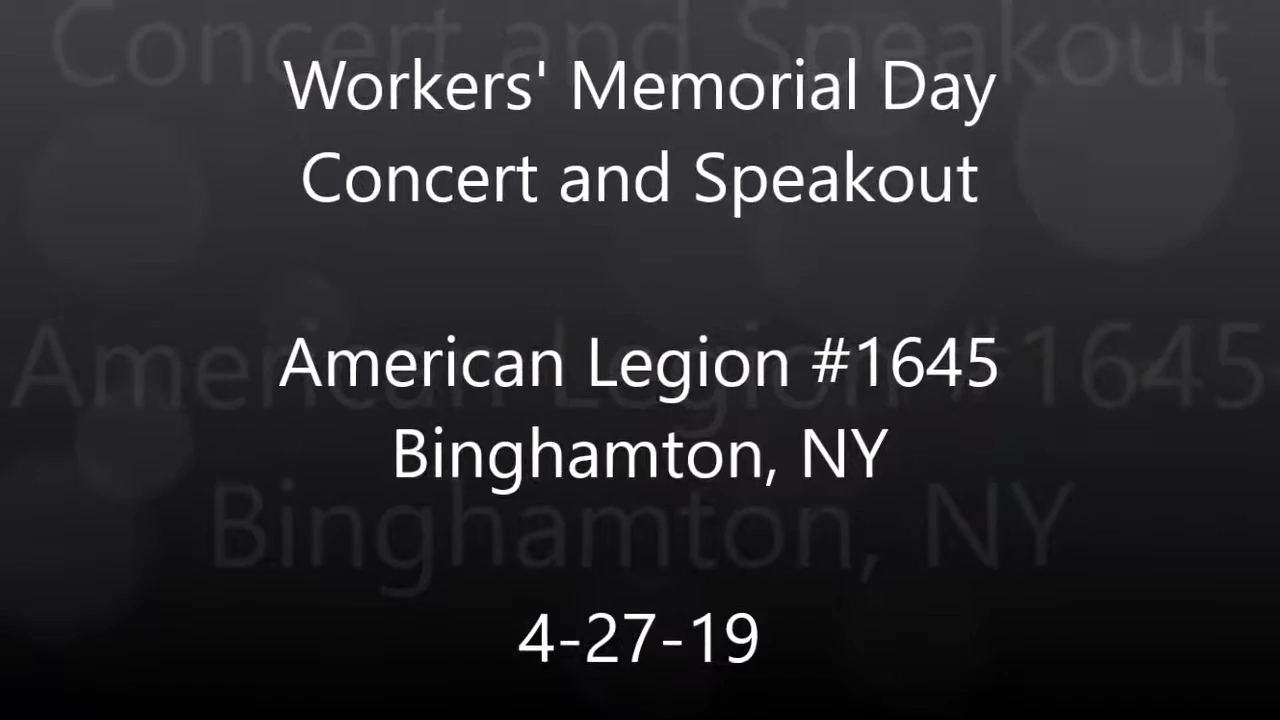 Workers' Memorial Day
Concert and Speakout
American Legion #1645
Binghamton, NY
4-27-19